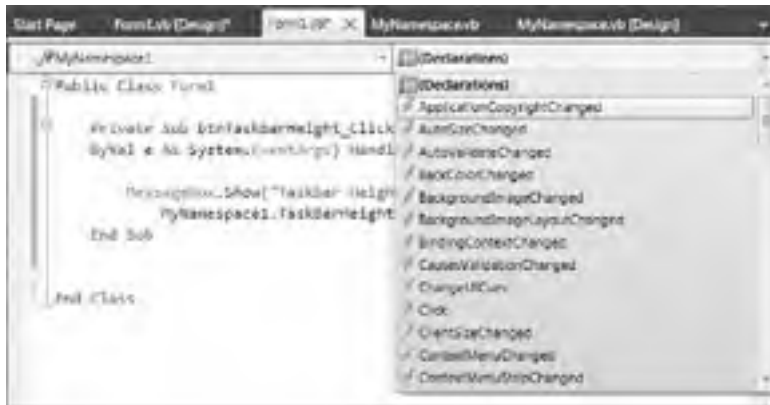 Start Page Form1.vb [Design]* Form1.vb* X MyNamespace.vb MyNamespace.vb [Design]
MyNamespace1
(Declarations)
Public Class Form1
Private Sub btnTaskbarHeight_Click
ByVal e As System.EventArgs) Handl
MessageBox.Show("Taskbar Heigh
MyNamespace1.TaskBarHeight
End Sub
End Class
(Declarations)
ApplicationCopyrightChanged
AutoSizeChanged
AutoValidateChanged
BackColorChanged
BackgroundImageChanged
BackgroundImageLayoutChanged
BindingContextChanged
CausesValidationChanged
ChangeUICues
Click
ClientSizeChanged
ContextMenuChanged
ContextMenuStripChanged